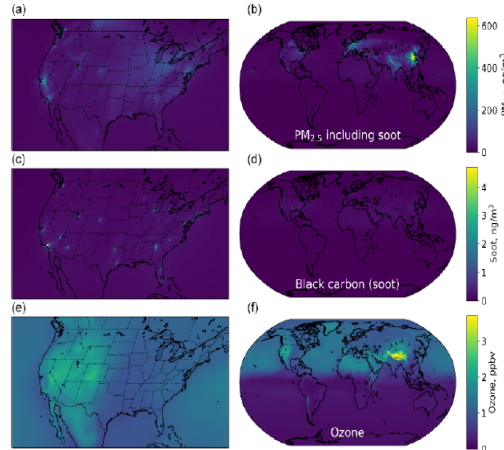 (a)
(b)
600
400
200
0
PM2.5 including soot
(c)
(d)
4
3
2
1
0
Soot, ng/m³
Black carbon (soot)
(e)
(f)
3
2
1
0
Ozone, ppbv
Ozone